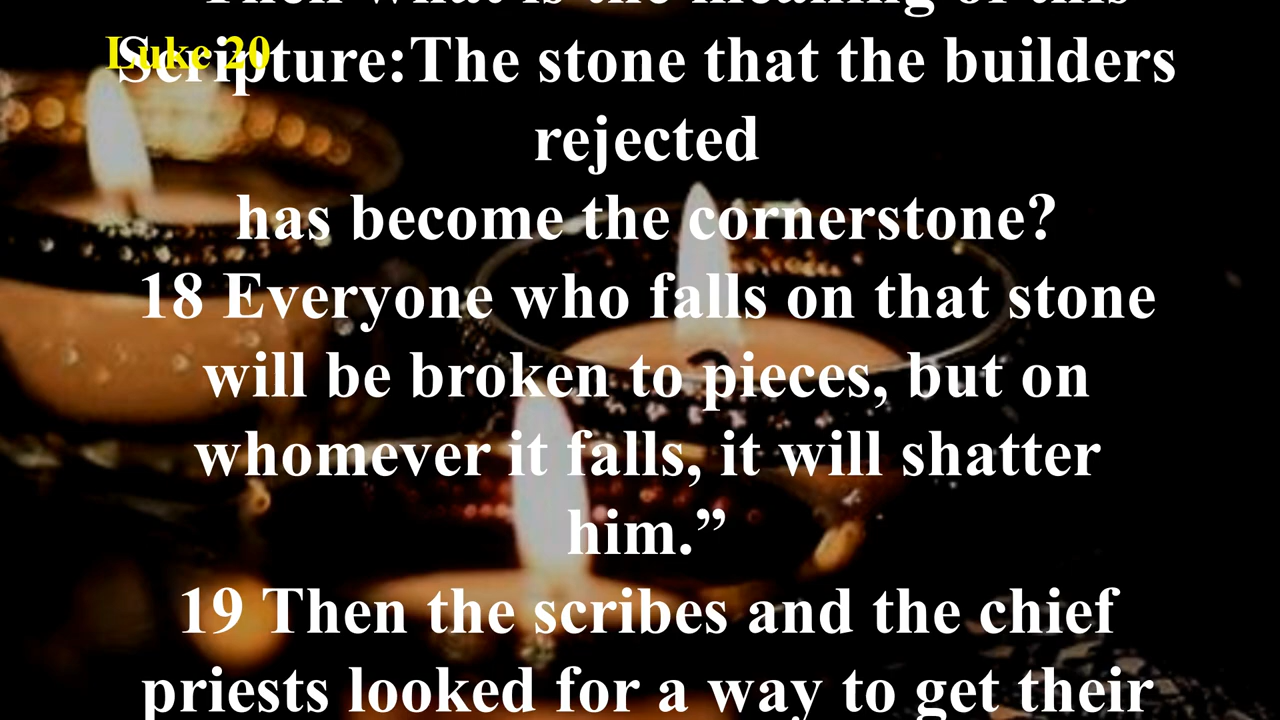 Then what is the meaning of this
Luke 20
Scripture:The stone that the builders
rejected
has become the cornerstone?
18 Everyone who falls on that stone
will be broken to pieces, but on
whomever it falls, it will shatter
him.”
19 Then the scribes and the chief
priests looked for a way to get their